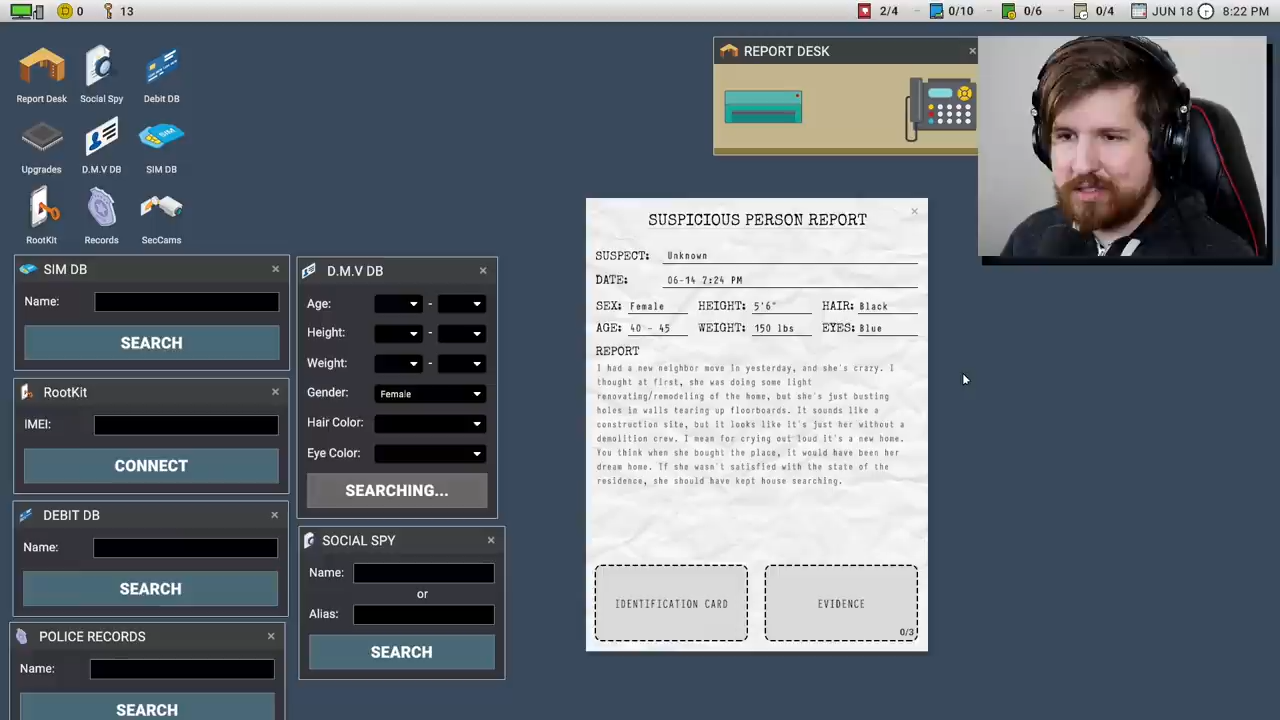 0
13
2/4
0/10
0/6
0/4
JUN 18
8:22 PM
Report Desk
Social Spy
Debit DB
Upgrades
D.M.V DB
SIM DB
SIM
RootKit
Records
SecCams
REPORT DESK
SIM DB
Name:
SEARCH
RootKit
IMEI:
CONNECT
DEBIT DB
Name:
SEARCH
POLICE RECORDS
Name:
SEARCH
D.M.V DB
Age:
-
Height:
-
Weight:
-
Gender:
Female
Hair Color:
Eye Color:
SEARCHING...
SOCIAL SPY
Name:
or
Alias:
SEARCH
SUSPICIOUS PERSON REPORT
SUSPECT: Unknown
DATE: 06-14 7:24 PM
SEX: Female HEIGHT: 5'6" HAIR: Black
AGE: 40 - 45 WEIGHT: 150 lbs EYES: Blue
REPORT
I had a new neighbor move in yesterday, and she's crazy. I
thought at first, she was doing some light
renovating/remodeling of the home, but she's just busting
holes in walls tearing up floorboards. It sounds like a
construction site, but it looks like it's just her without a
demolition crew. I mean for crying out loud it's a new home.
You think when she bought the place, it would have been her
dream home. If she wasn't satisfied with the state of the
residence, she should have kept house searching.
IDENTIFICATION CARD
EVIDENCE
0/3